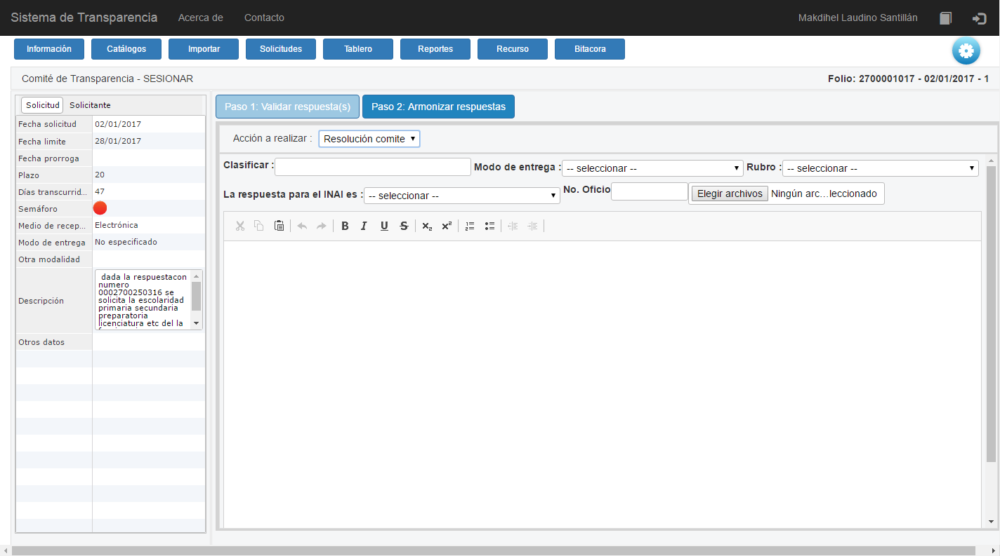 Sistema de Transparencia Acerca de Contacto Makdihel Laudino Santillán
Información Catálogos Importar Solicitudes Tablero Reportes Recurso Bitacora
Comité de Transparencia - SESIONAR Folio: 2700001017 - 02/01/2017 - 1
Solicitud Solicitante
Fecha solicitud 02/01/2017
Fecha limite 28/01/2017
Fecha prorroga
Plazo 20
Días transcurrid... 47
Semáforo
Medio de recep... Electrónica
Modo de entrega No especificado
Otra modalidad
Descripción
dada la respuestacon
numero
0002700250316 se
solicita la escolaridad
primaria secundaria
preparatoria
licenciatura etc del la
Otros datos
Paso 1: Validar respuesta(s) Paso 2: Armonizar respuestas
Acción a realizar : Resolución comite
Clasificar : Modo de entrega : -- seleccionar -- Rubro : -- seleccionar --
La respuesta para el INAI es : -- seleccionar -- No. Oficio Elegir archivos Ningún arc...leccionado
B I U S x₂ x²